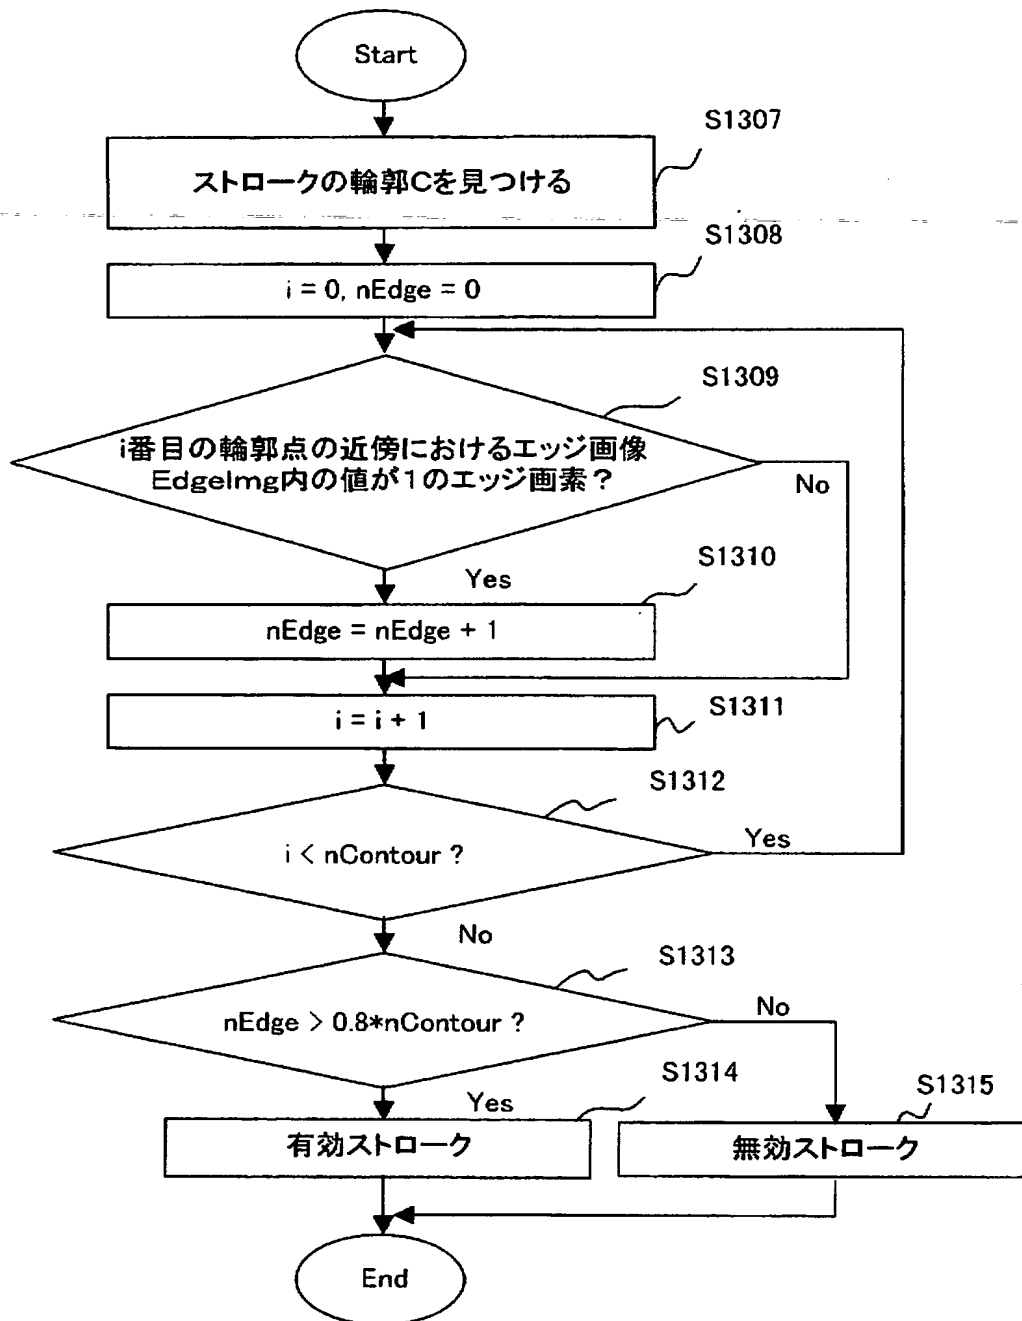 Start
S1307
ストロークの輪郭Cを見つける
S1308
i = 0, nEdge = 0
S1309
i番目の輪郭点の近傍におけるエッジ画像
EdgeImg内の値が1のエッジ画素？
No
S1310
Yes
nEdge = nEdge + 1
S1311
i = i + 1
S1312
i < nContour ?
Yes
No
S1313
nEdge > 0.8*nContour ?
No
S1314
Yes
S1315
有効ストローク
無効ストローク
End